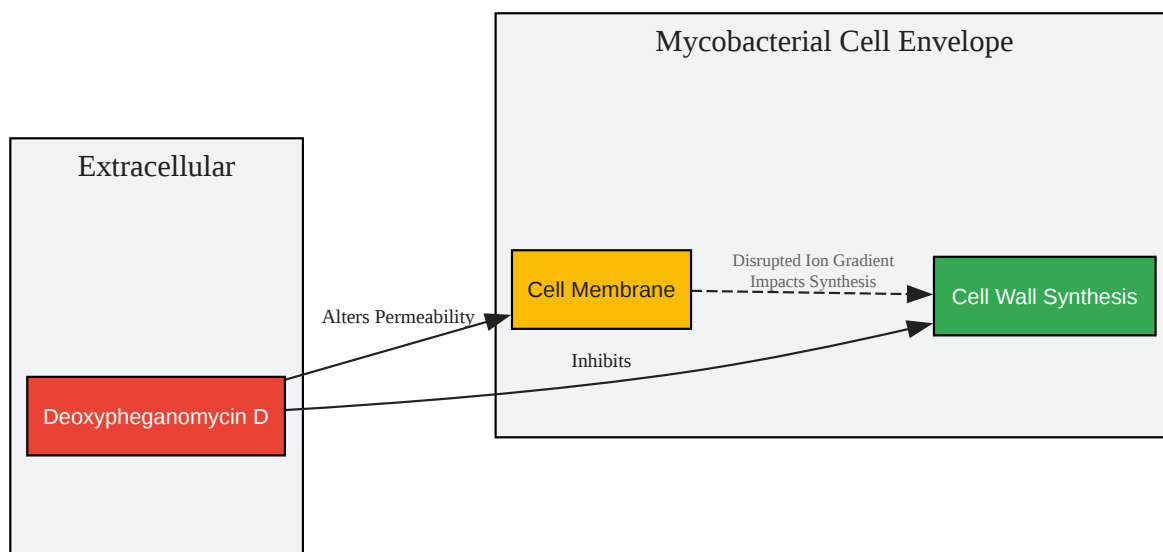 Mycobacterial Cell Envelope
Extracellular
Disrupted Ion Gradient
Impacts Synthesis
Cell Membrane
Cell Wall Synthesis
Alters Permeability
Inhibits
Deoxypheganomycin D